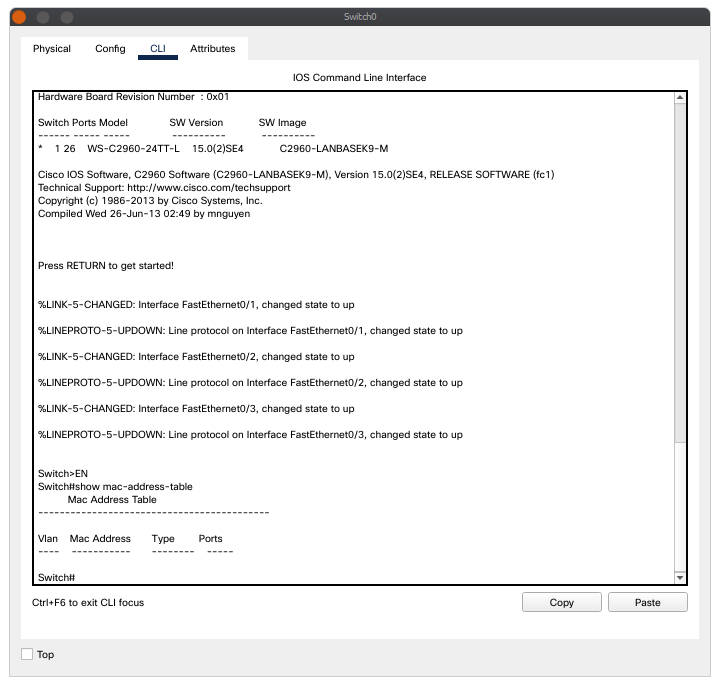 Switch0
Physical Config CLI Attributes
IOS Command Line Interface
Hardware Board Revision Number : 0x01
Switch Ports Model SW Version SW Image
------ ----- ----- ---------- ----------
* 1 26 WS-C2960-24TT-L 15.0(2)SE4 C2960-LANBASEK9-M
Cisco IOS Software, C2960 Software (C2960-LANBASEK9-M), Version 15.0(2)SE4, RELEASE SOFTWARE (fc1)
Technical Support: http://www.cisco.com/techsupport
Copyright (c) 1986-2013 by Cisco Systems, Inc.
Compiled Wed 26-Jun-13 02:49 by mnguyen
Press RETURN to get started!
%LINK-5-CHANGED: Interface FastEthernet0/1, changed state to up
%LINEPROTO-5-UPDOWN: Line protocol on Interface FastEthernet0/1, changed state to up
%LINK-5-CHANGED: Interface FastEthernet0/2, changed state to up
%LINEPROTO-5-UPDOWN: Line protocol on Interface FastEthernet0/2, changed state to up
%LINK-5-CHANGED: Interface FastEthernet0/3, changed state to up
%LINEPROTO-5-UPDOWN: Line protocol on Interface FastEthernet0/3, changed state to up
Switch>EN
Switch#show mac-address-table
Mac Address Table
-------------------------------------------
Vlan Mac Address Type Ports
---- ----------- -------- -----
Switch#
Ctrl+F6 to exit CLI focus
Copy Paste
Top